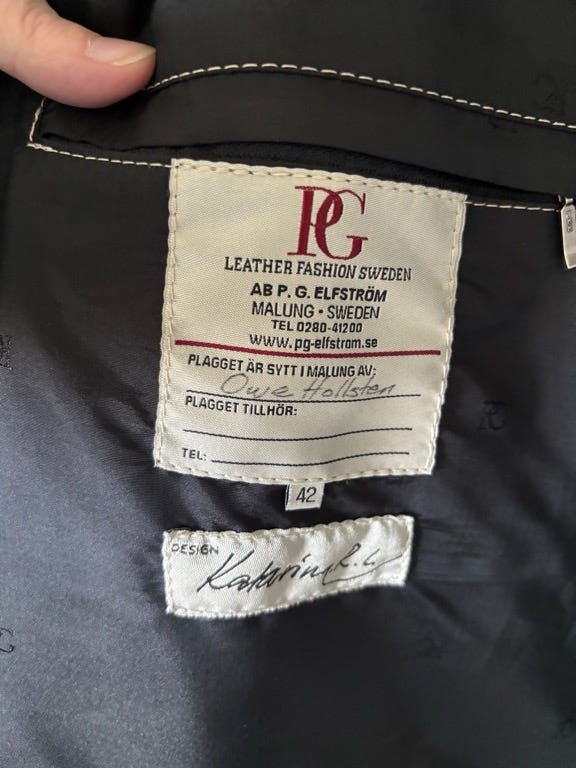 PG
LEATHER FASHION SWEDEN
AB P. G. ELFSTRÖM
MALUNG • SWEDEN
TEL 0280-41200
www.pg-elfstrom.se
PLAGGET ÄR SYTT I MALUNG AV:
Owe Hollsten
PLAGGET TILLHÖR:
TEL:
42
DESIGN
Katarina R. L